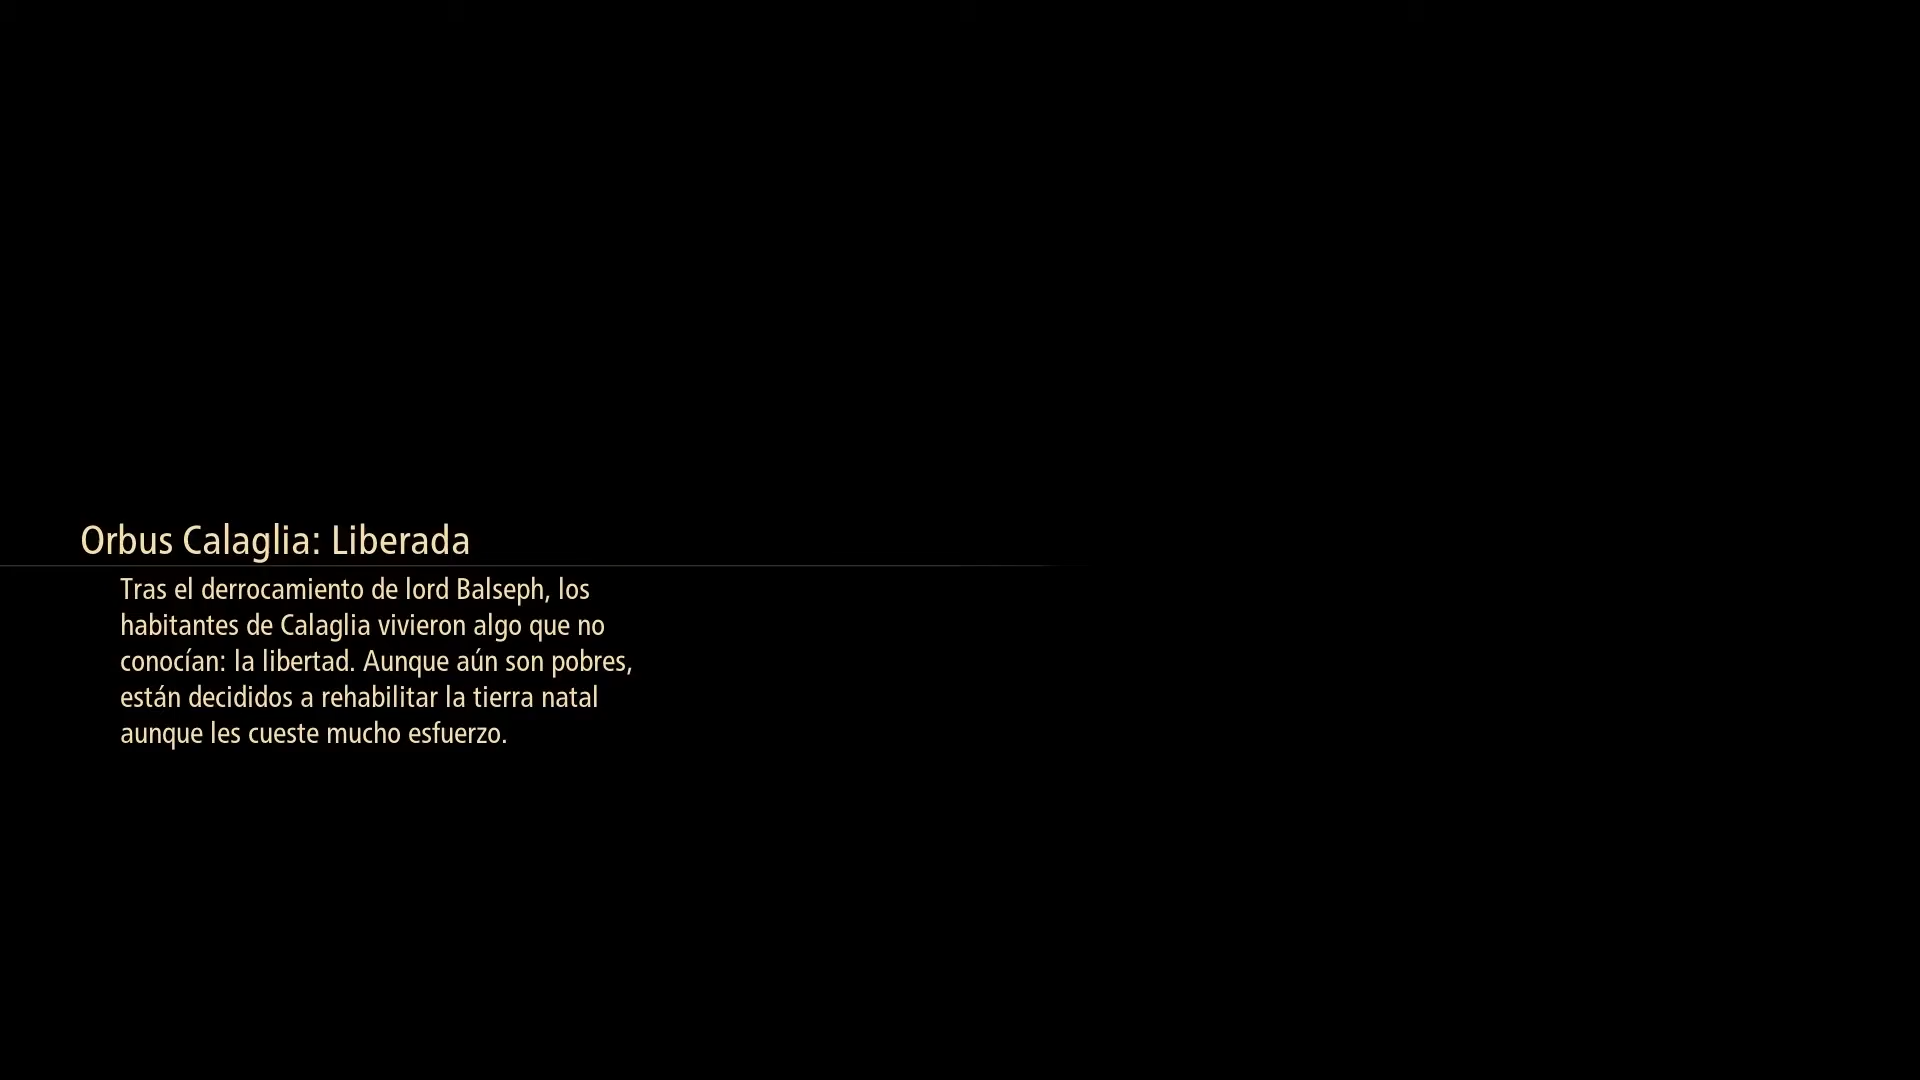 Orbus Calaglia: Liberada
Tras el derrocamiento de lord Balseph, los
habitantes de Calaglia vivieron algo que no
conocían: la libertad. Aunque aún son pobres,
están decididos a rehabilitar la tierra natal
aunque les cueste mucho esfuerzo.